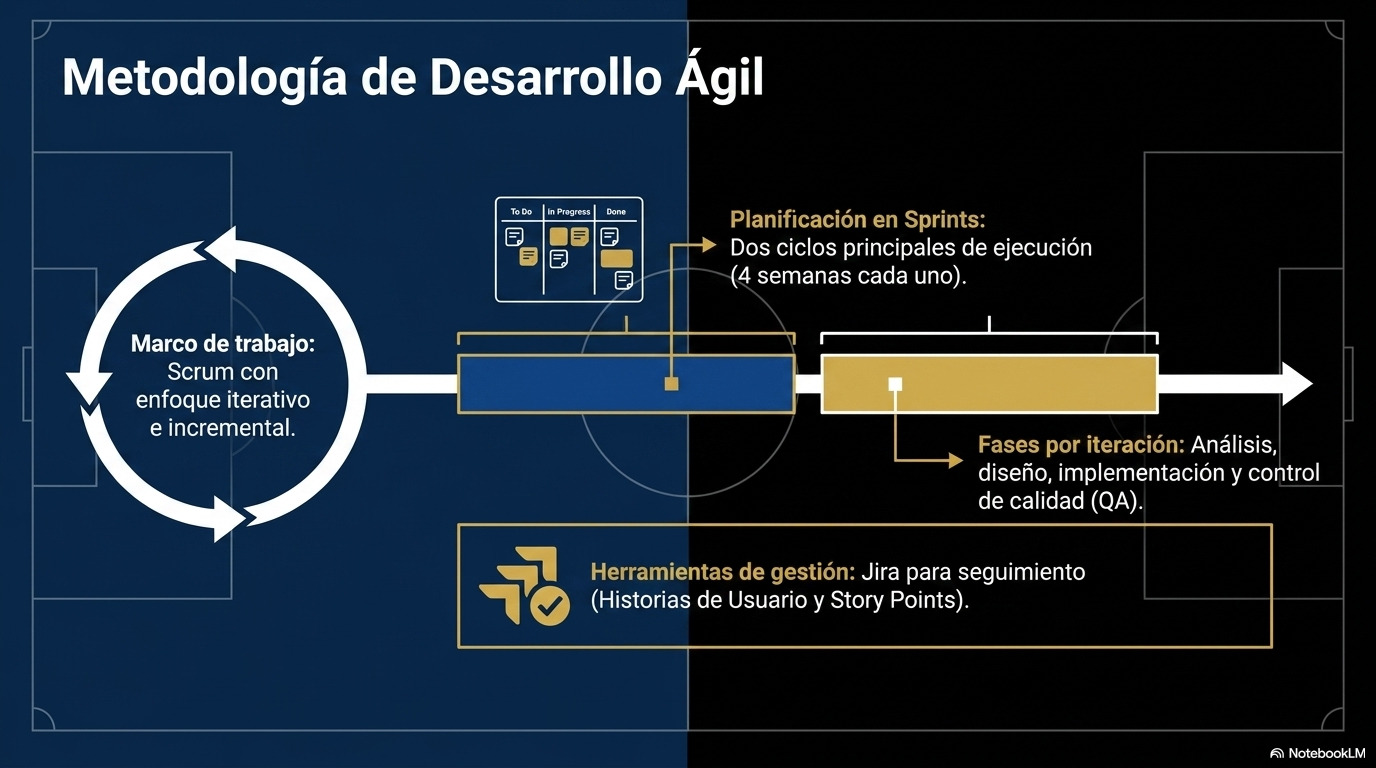 Metodología de Desarrollo Ágil
To Do
In Progress
Done
Planificación en Sprints:
Dos ciclos principales de ejecución
(4 semanas cada uno).
Marco de trabajo:
Scrum con
enfoque iterativo
e incremental.
Fases por iteración: Análisis,
diseño, implementación y control
de calidad (QA).
Herramientas de gestión: Jira para seguimiento
(Historias de Usuario y Story Points).
NotebookLM